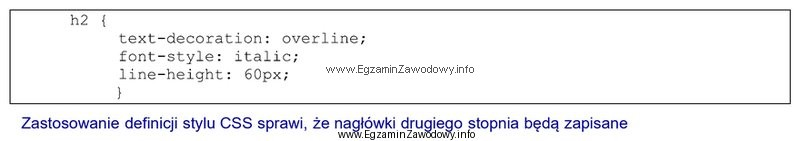 h2 {
text-decoration: overline;
font-style: italic;
line-height: 60px;
www.EgzaminZawodowy.info
}
Zastosowanie definicji stylu CSS sprawi, że nagłówki drugiego stopnia będą zapisane
www.EgzaminZawodowy.info